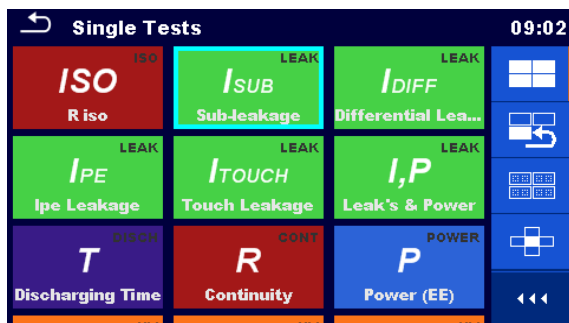 Single Tests 09:02
ISO LEAK LEAK
ISO ISUB IDIFF
R iso Sub-leakage Differential Lea...
LEAK LEAK LEAK
IPE ITOUCH I,P
Ipe Leakage Touch Leakage Leak's & Power
DISCH CONT POWER
T R P
Discharging Time Continuity Power (EE)